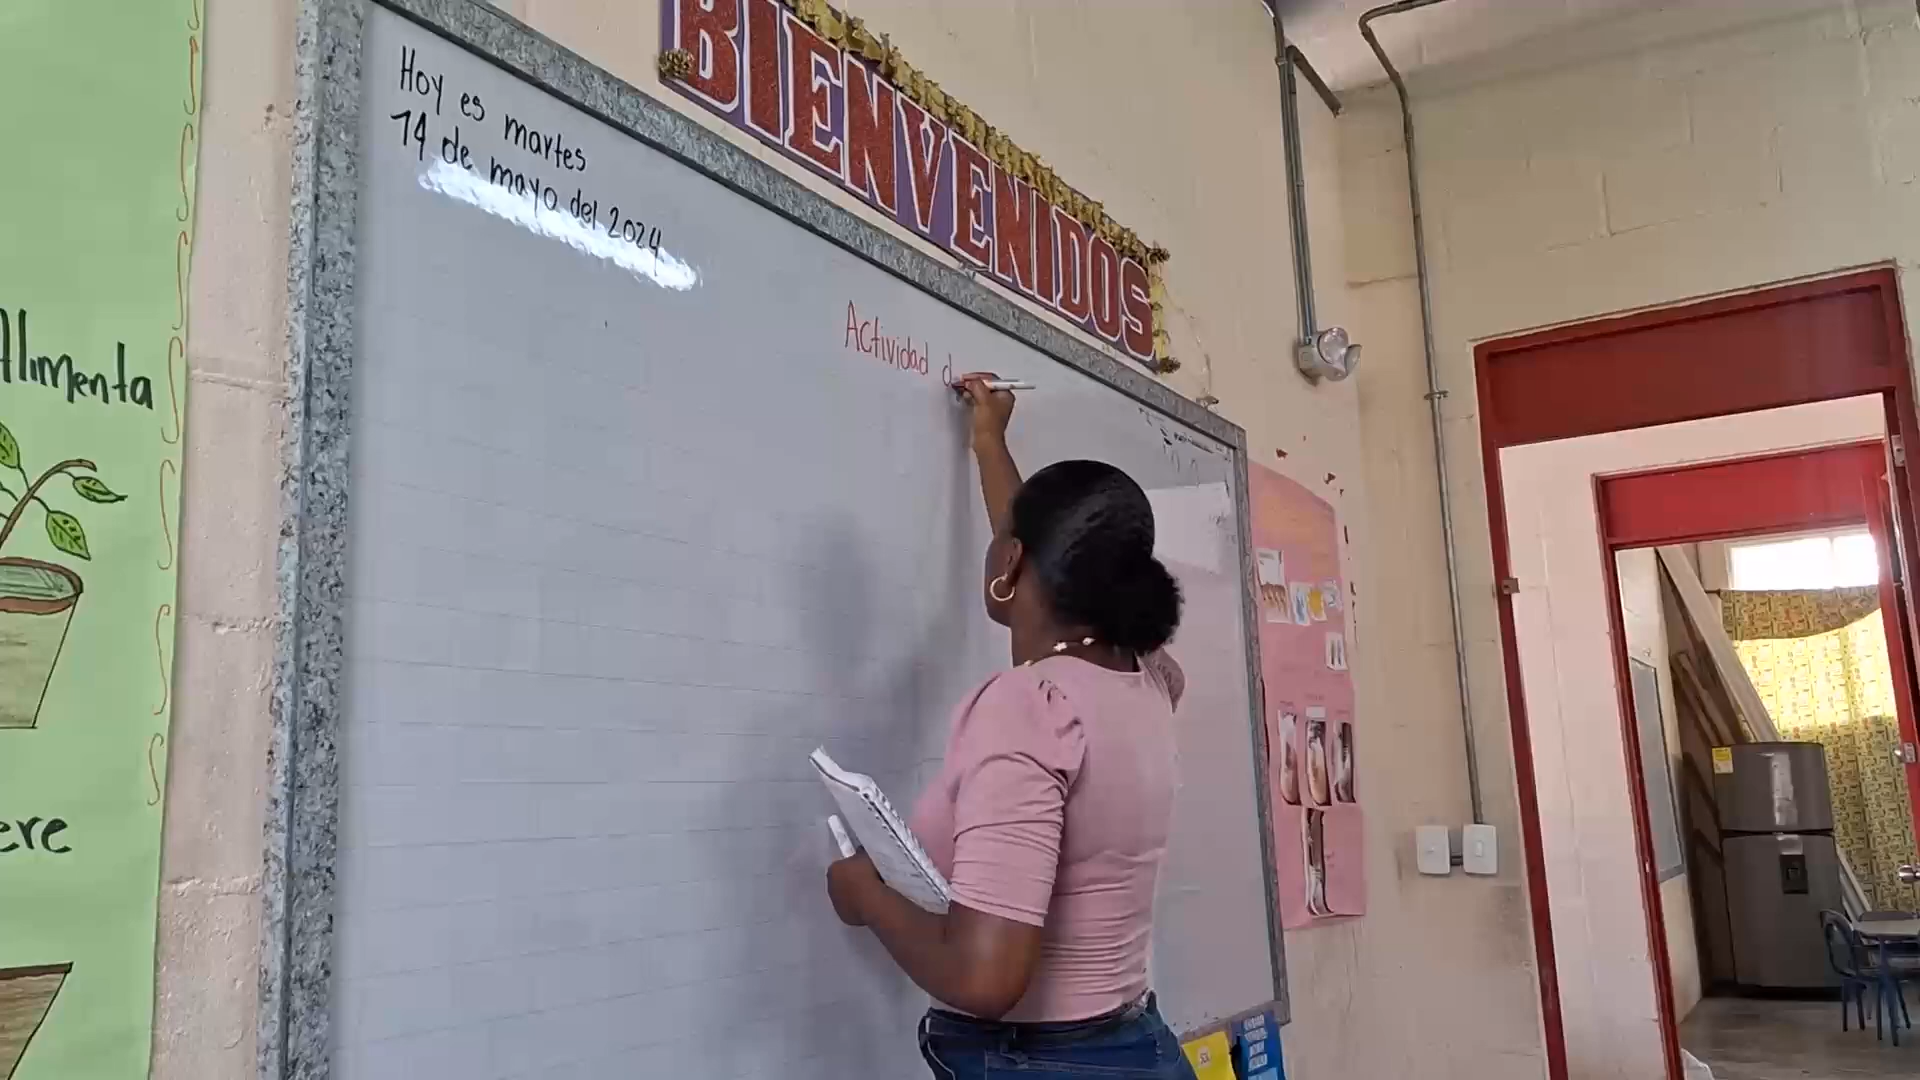 BIENVENIDOS
Hoy es martes
14 de mayo del 2024
Actividad
Alimenta
ere